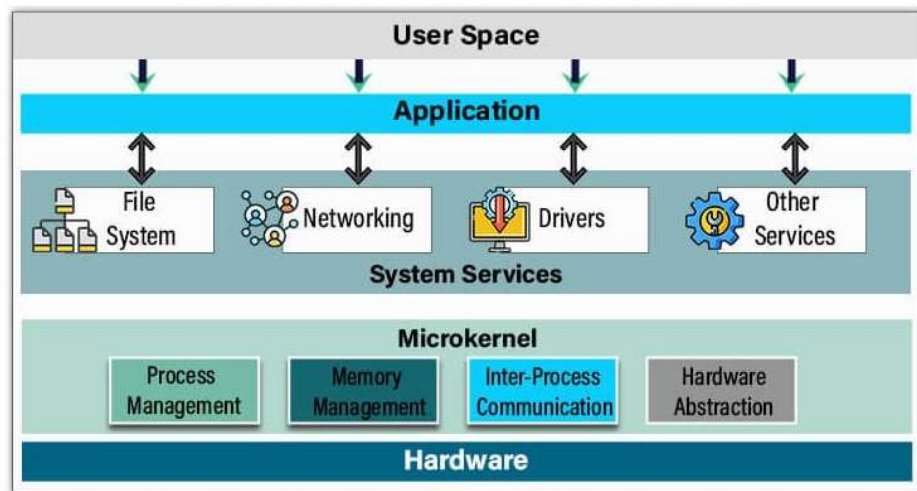 User Space
Application
File
System
Networking
Drivers
Other
Services
System Services
Microkernel
Process
Management
Memory
Management
Inter-Process
Communication
Hardware
Abstraction
Hardware